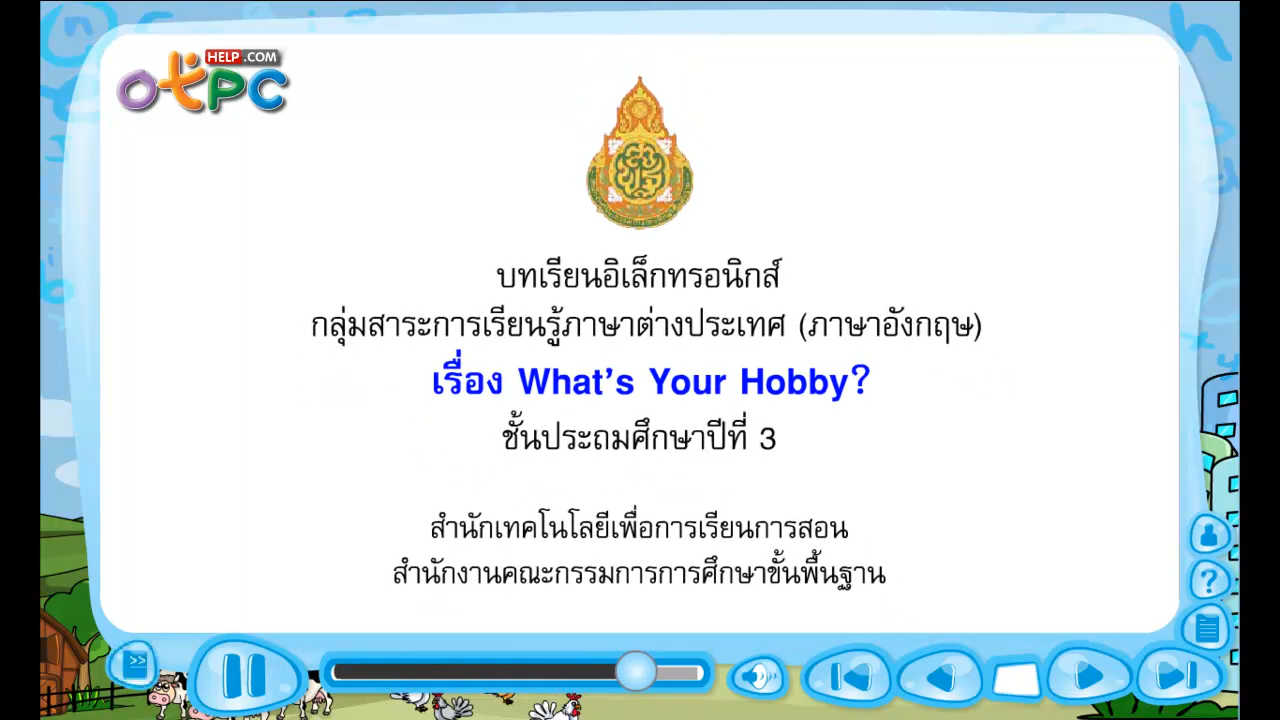 OTPC
HELP.COM
บทเรียนอิเล็กทรอนิกส์
กลุ่มสาระการเรียนรู้ภาษาต่างประเทศ (ภาษาอังกฤษ)
เรื่อง What's Your Hobby?
ชั้นประถมศึกษาปีที่ 3
สำนักเทคโนโลยีเพื่อการเรียนการสอน
สำนักงานคณะกรรมการการศึกษาขั้นพื้นฐาน
>>
?